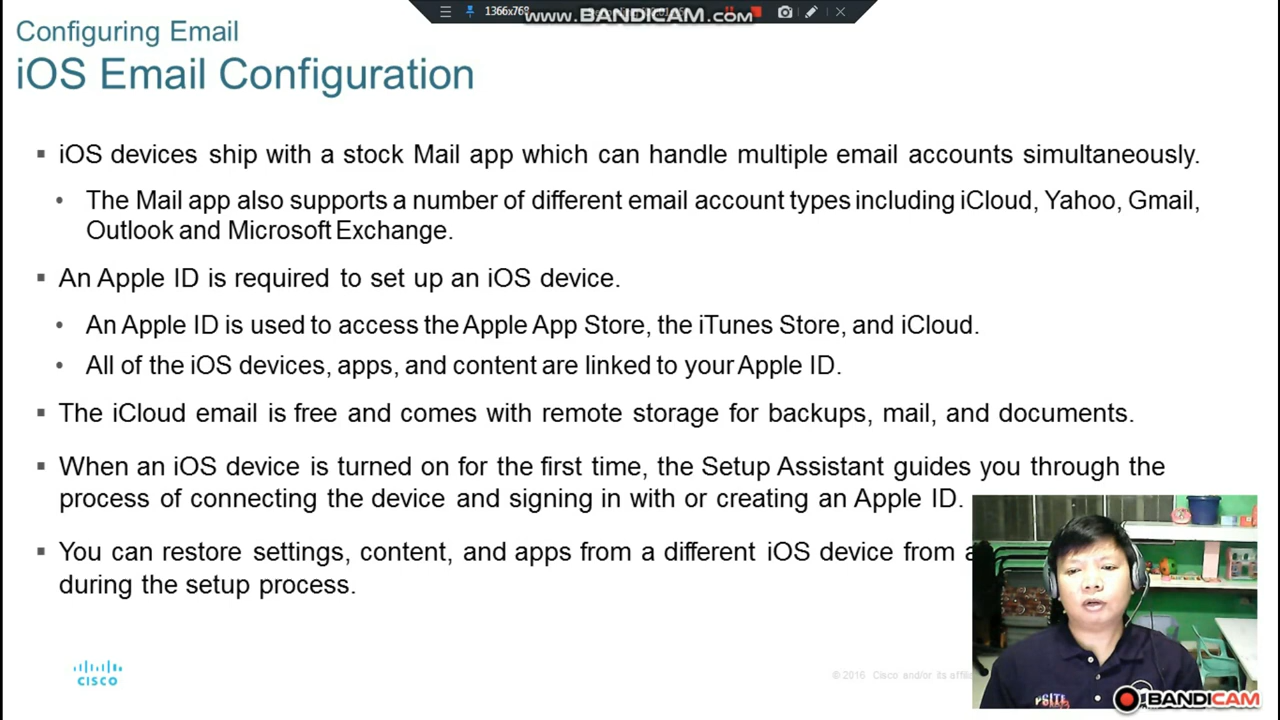 1366x768
www.BANDICAM.com
Configuring Email
iOS Email Configuration
▪ iOS devices ship with a stock Mail app which can handle multiple email accounts simultaneously.
• The Mail app also supports a number of different email account types including iCloud, Yahoo, Gmail,
Outlook and Microsoft Exchange.
▪ An Apple ID is required to set up an iOS device.
• An Apple ID is used to access the Apple App Store, the iTunes Store, and iCloud.
• All of the iOS devices, apps, and content are linked to your Apple ID.
▪ The iCloud email is free and comes with remote storage for backups, mail, and documents.
▪ When an iOS device is turned on for the first time, the Setup Assistant guides you through the
process of connecting the device and signing in with or creating an Apple ID.
▪ You can restore settings, content, and apps from a different iOS device from
during the setup process.
CISCO
© 2016 Cisco and/or its
BANDICAM